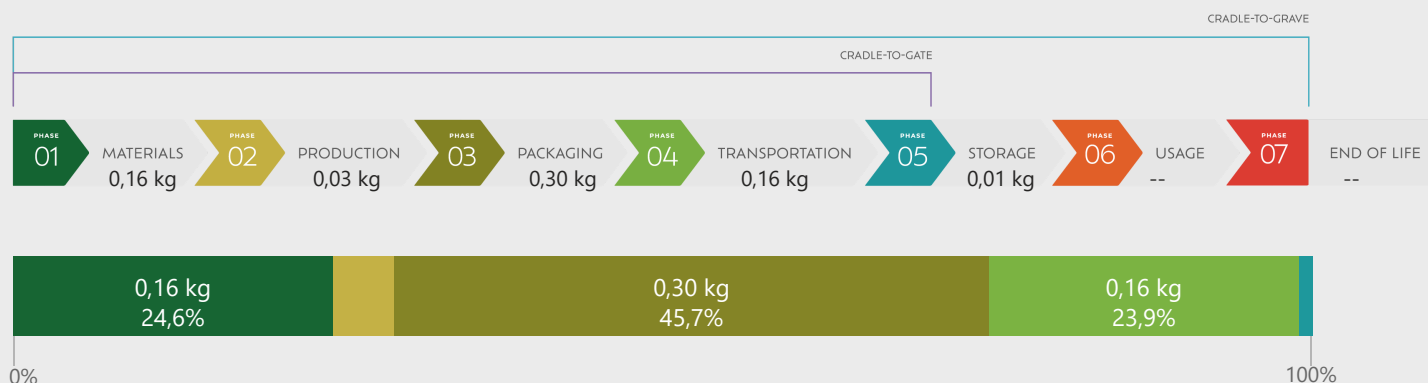 CRADLE-TO-GRAVE
CRADLE-TO-GATE
PHASE
01
MATERIALS
0,16 kg
PHASE
02
PRODUCTION
0,03 kg
PHASE
03
PACKAGING
0,30 kg
PHASE
04
TRANSPORTATION
0,16 kg
PHASE
05
STORAGE
0,01 kg
PHASE
06
USAGE
--
PHASE
07
END OF LIFE
--
0,16 kg
24,6%
0,30 kg
45,7%
0,16 kg
23,9%
0%
100%